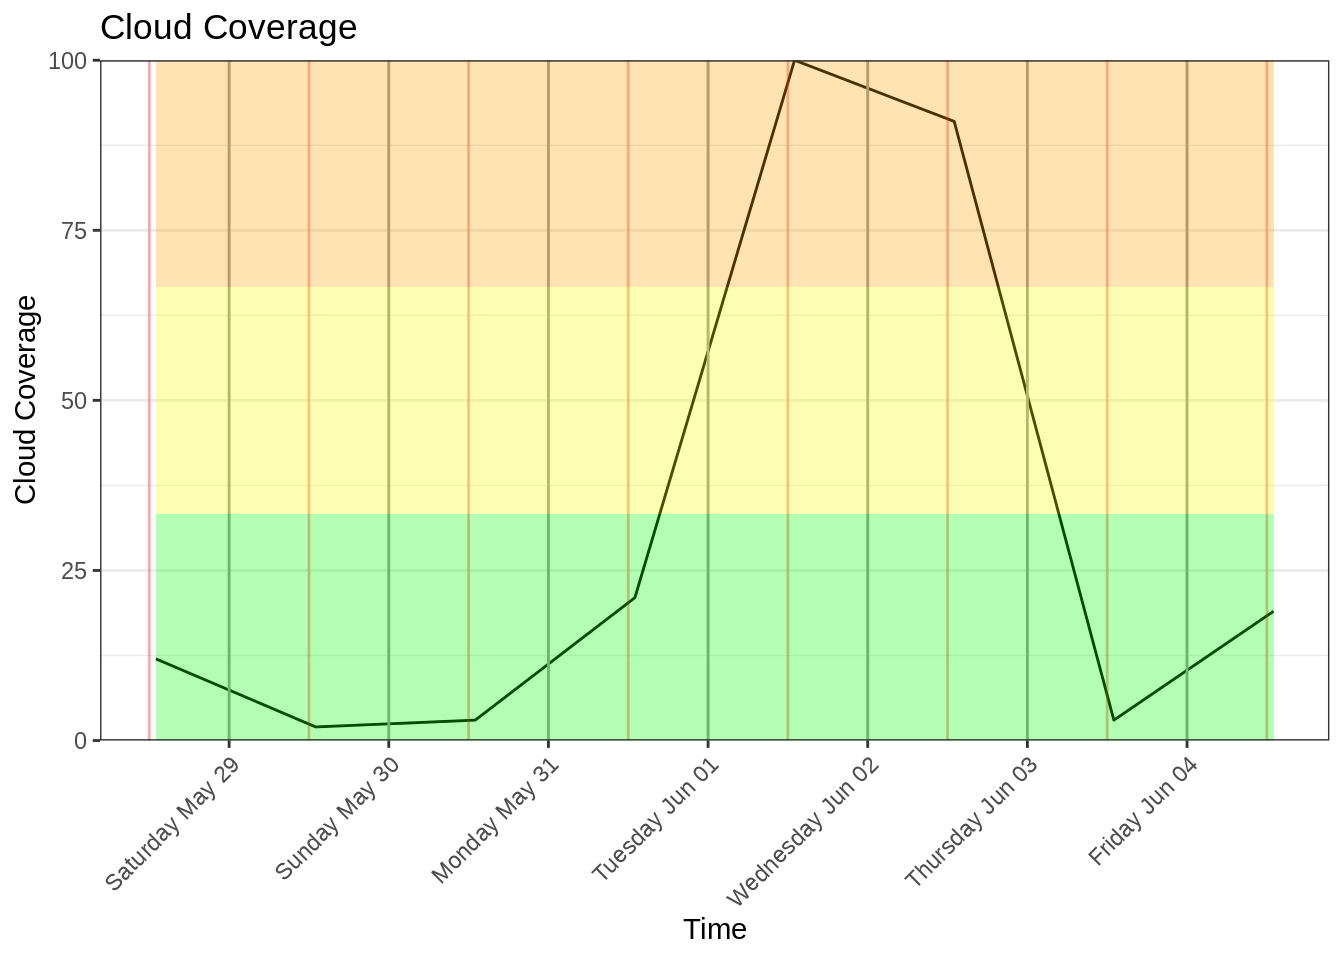 Cloud Coverage
100
75
50
25
0
Cloud Coverage
Saturday May 29
Sunday May 30
Monday May 31
Tuesday Jun 01
Wednesday Jun 02
Thursday Jun 03
Friday Jun 04
Time